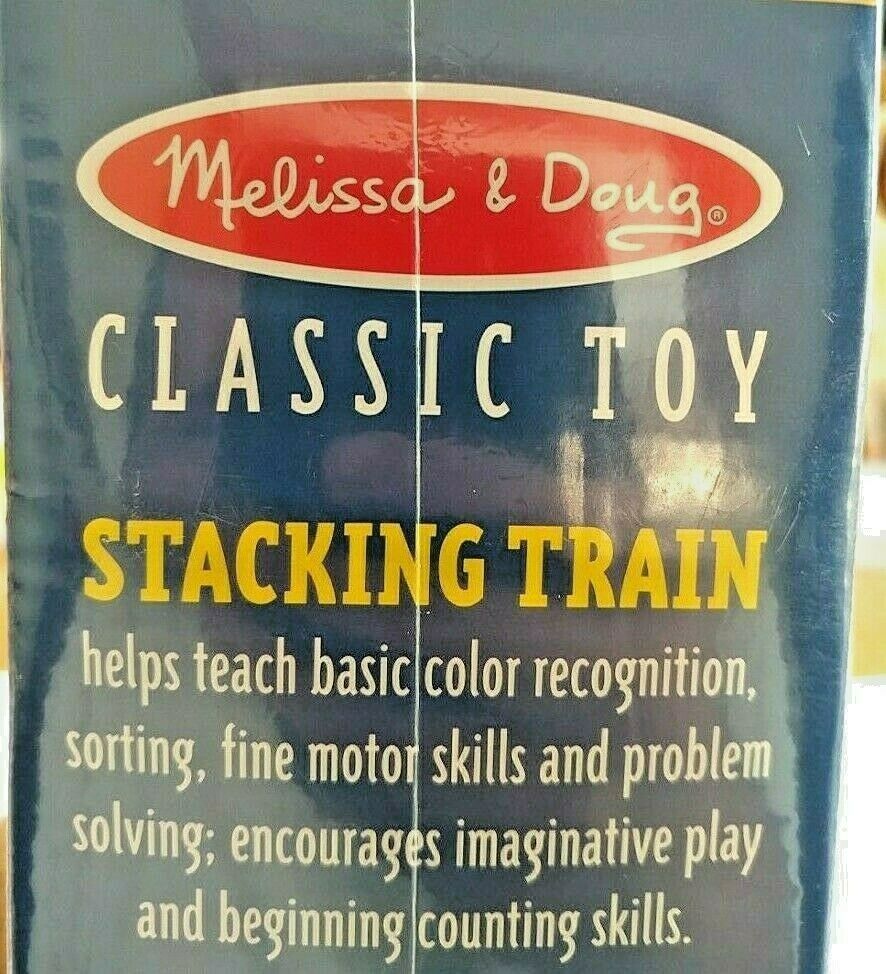 Melissa & Doug®
CLASSIC TOY
STACKING TRAIN
helps teach basic color recognition,
sorting, fine motor skills and problem
solving; encourages imaginative play
and beginning counting skills.